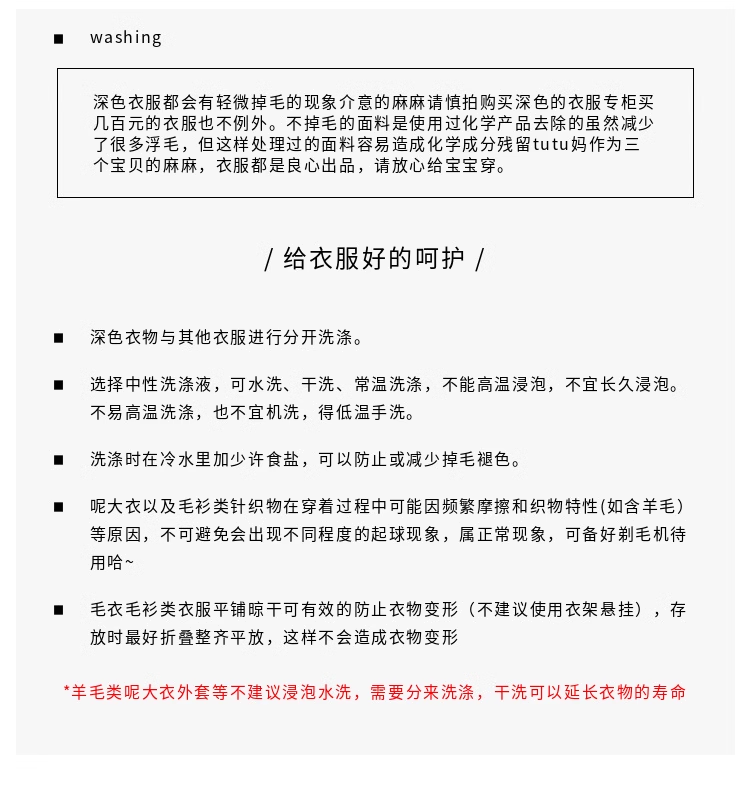 ■ washing
深色衣服都会有轻微掉毛的现象介意的麻麻请慎拍购买深色的衣服专柜买
几百元的衣服也不例外。不掉毛的面料是使用过化学产品去除的虽然减少
了很多浮毛，但这样处理过的面料容易造成化学成分残留tutu妈作为三
个宝贝的麻麻，衣服都是良心出品，请放心给宝宝穿。
/ 给衣服好的呵护 /
■ 深色衣物与其他衣服进行分开洗涤。
■ 选择中性洗涤液，可水洗、干洗、常温洗涤，不能高温浸泡，不宜长久浸泡。
不易高温洗涤，也不宜机洗，得低温手洗。
■ 洗涤时在冷水里加少许食盐，可以防止或减少掉毛褪色。
■ 呢大衣以及毛衫类针织物在穿着过程中可能因频繁摩擦和织物特性(如含羊毛）
等原因，不可避免会出现不同程度的起球现象，属正常现象，可备好剃毛机待
用哈~
■ 毛衣毛衫类衣服平铺晾干可有效的防止衣物变形（不建议使用衣架悬挂），存
放时最好折叠整齐平放，这样不会造成衣物变形
*羊毛类呢大衣外套等不建议浸泡水洗，需要分来洗涤，干洗可以延长衣物的寿命